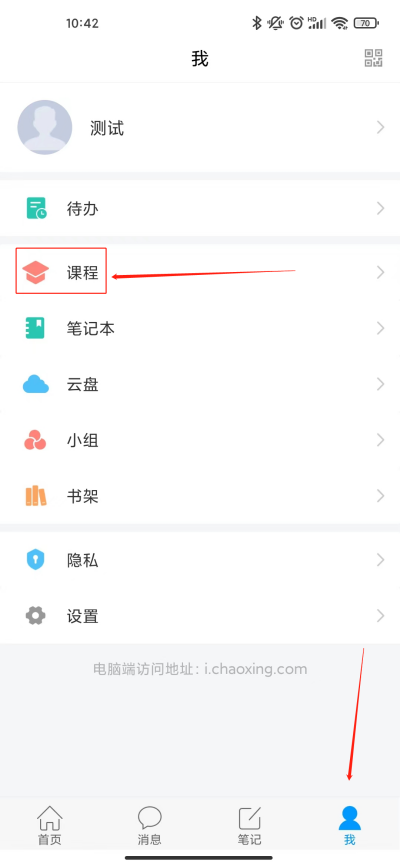 10:42
HD
70
我
测试
待办
课程
笔记本
云盘
小组
书架
隐私
设置
电脑端访问地址：i.chaoxing.com
首页
消息
笔记
我